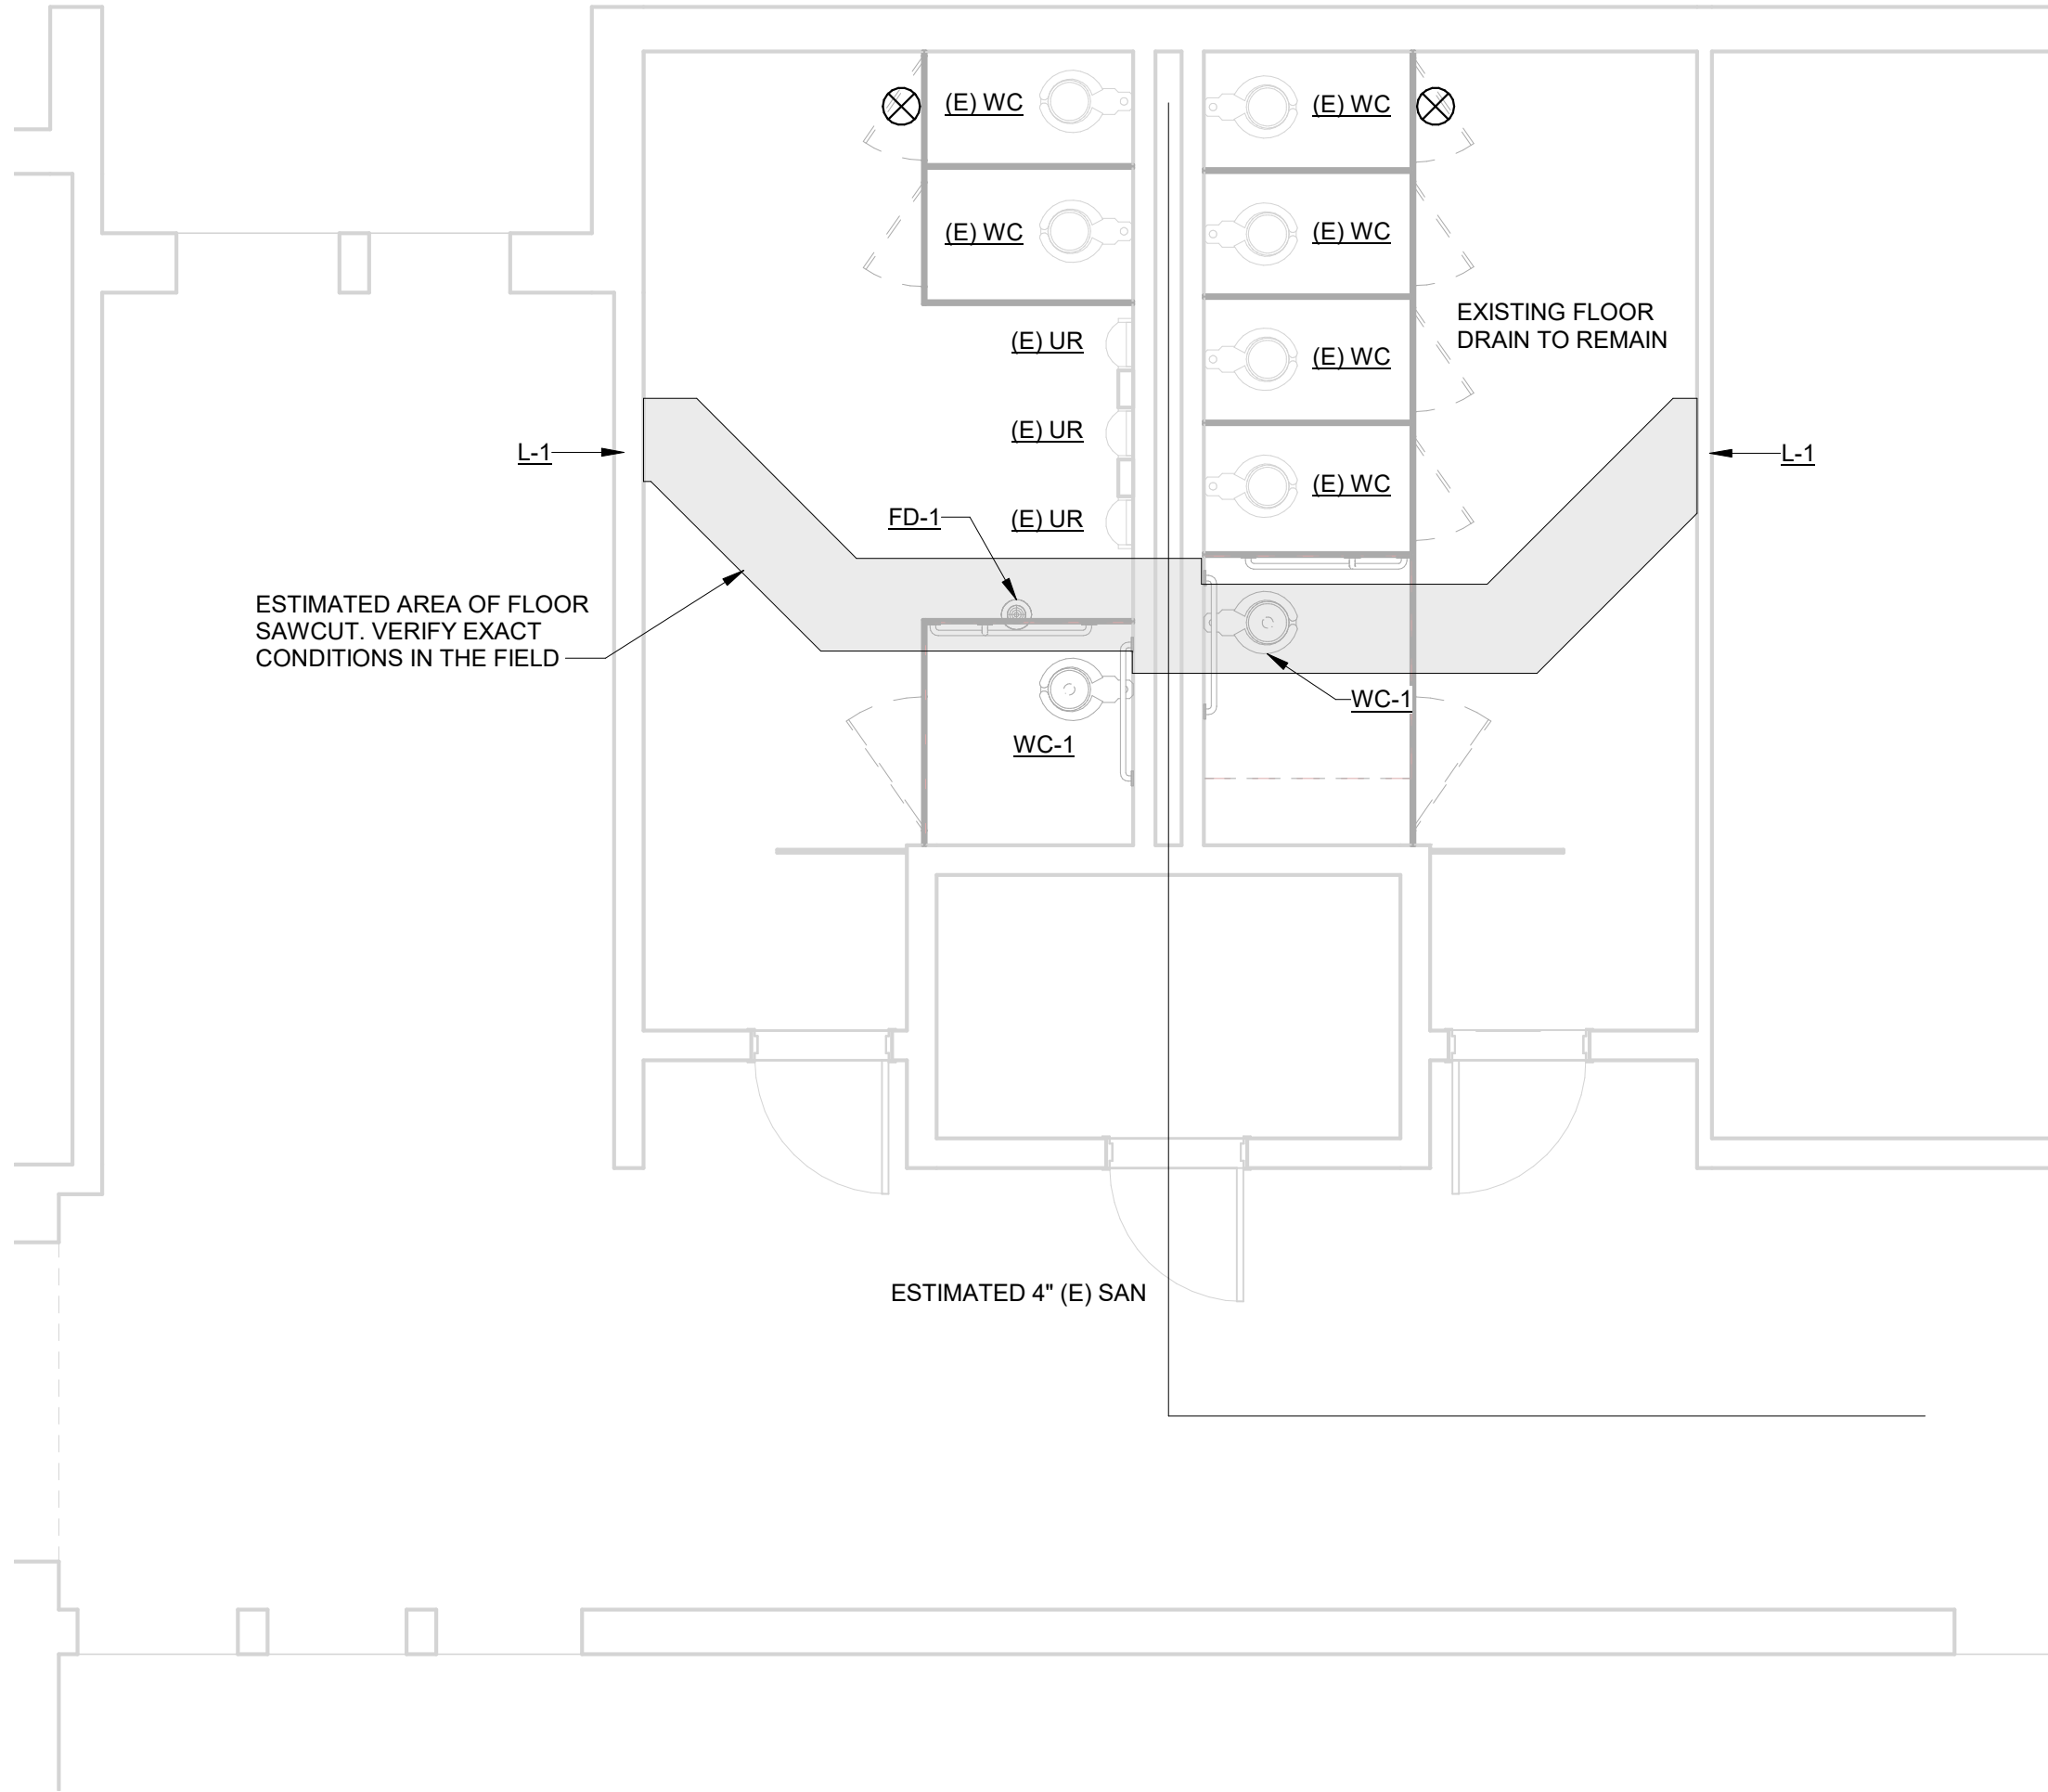 (E) WC
(E) WC
(E) WC
(E) WC
(E) UR
(E) WC
EXISTING FLOOR
DRAIN TO REMAIN
(E) UR
L-1
L-1
(E) WC
FD-1
(E) UR
ESTIMATED AREA OF FLOOR
SAWCUT. VERIFY EXACT
CONDITIONS IN THE FIELD
WC-1
WC-1
ESTIMATED 4" (E) SAN